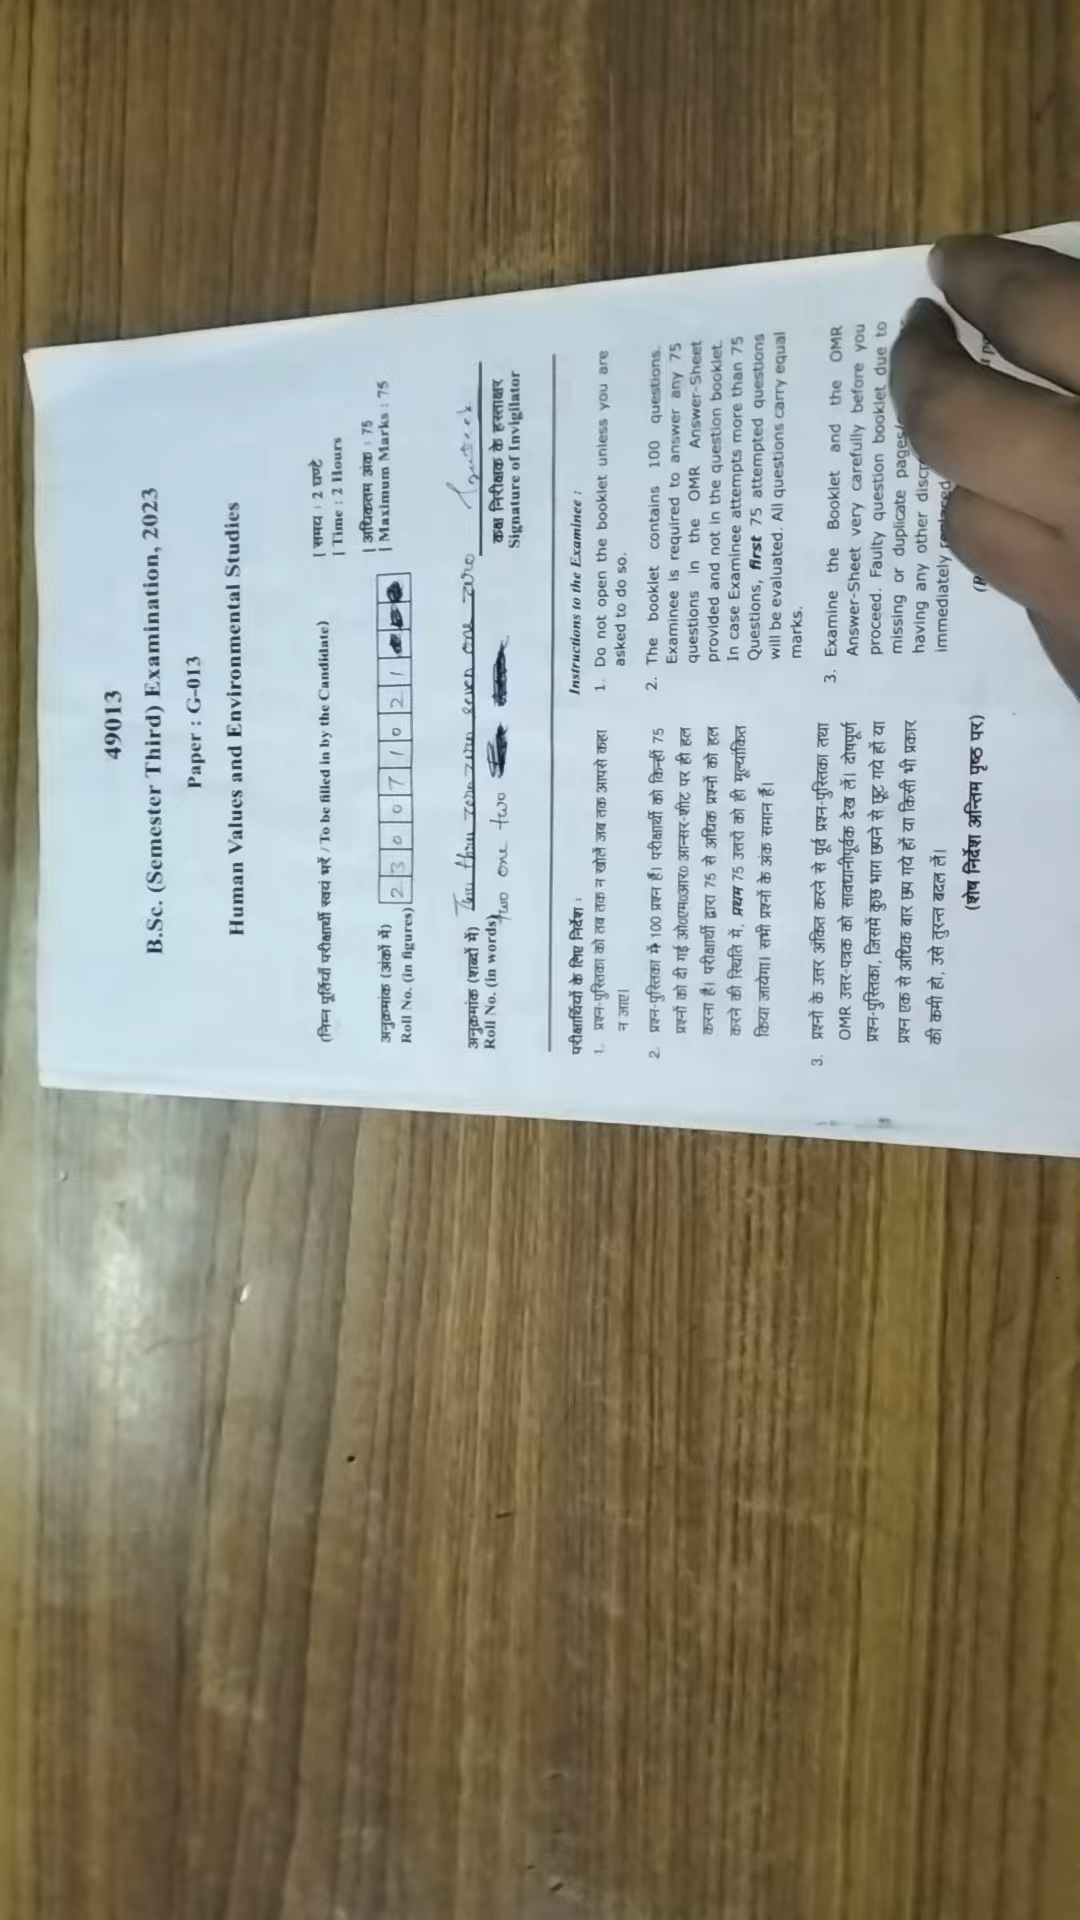 49013
B.Sc. (Semester Third) Examination, 2023
Paper : G-013
Human Values and Environmental Studies
(निम्न पूर्तियाँ परीक्षार्थी स्वयं भरें / To be filled in by the Candidate)
[ समय : 2 घण्टे
[ Time : 2 Hours
अनुक्रमांक (अंकों में)
Roll No. (in figures)
2 3 0 0 7 1 0 2 1
[ अधिकतम अंक : 75
[ Maximum Marks : 75
अनुक्रमांक (शब्दों में)
Roll No. (in words)
Two three zero zero seven one zero
two one two
कक्ष निरीक्षक के हस्ताक्षर
Signature of Invigilator
परीक्षार्थियों के लिए निर्देश :
1. प्रश्न-पुस्तिका को तब तक न खोलें जब तक आपसे कहा
न जाए।
2. प्रश्न-पुस्तिका में 100 प्रश्न हैं। परीक्षार्थी को किन्हीं 75
प्रश्नों को दी गई ओ०एम०आर० आन्सर-शीट पर ही हल
करना है। परीक्षार्थी द्वारा 75 से अधिक प्रश्नों को हल
करने की स्थिति में, प्रथम 75 उत्तरों को ही मूल्यांकित
किया जायेगा। सभी प्रश्नों के अंक समान हैं।
3. प्रश्नों के उत्तर अंकित करने से पूर्व प्रश्न-पुस्तिका तथा
OMR उत्तर-पत्रक को सावधानीपूर्वक देख लें। दोषपूर्ण
प्रश्न-पुस्तिका, जिसमें कुछ भाग छपने से छूट गये हों या
प्रश्न एक से अधिक बार छप गये हों या किसी भी प्रकार
की कमी हो, उसे तुरन्त बदल लें।
(शेष निर्देश अन्तिम पृष्ठ पर)
Instructions to the Examinee :
1. Do not open the booklet unless you are
asked to do so.
2. The booklet contains 100 questions.
Examinee is required to answer any 75
questions in the OMR Answer-Sheet
provided and not in the question booklet.
In case Examinee attempts more than 75
Questions, first 75 attempted questions
will be evaluated. All questions carry equal
marks.
3. Examine the Booklet and the OMR
Answer-Sheet very carefully before you
proceed. Faulty question booklet due to
missing or duplicate pages/
having any other
immediately replaced